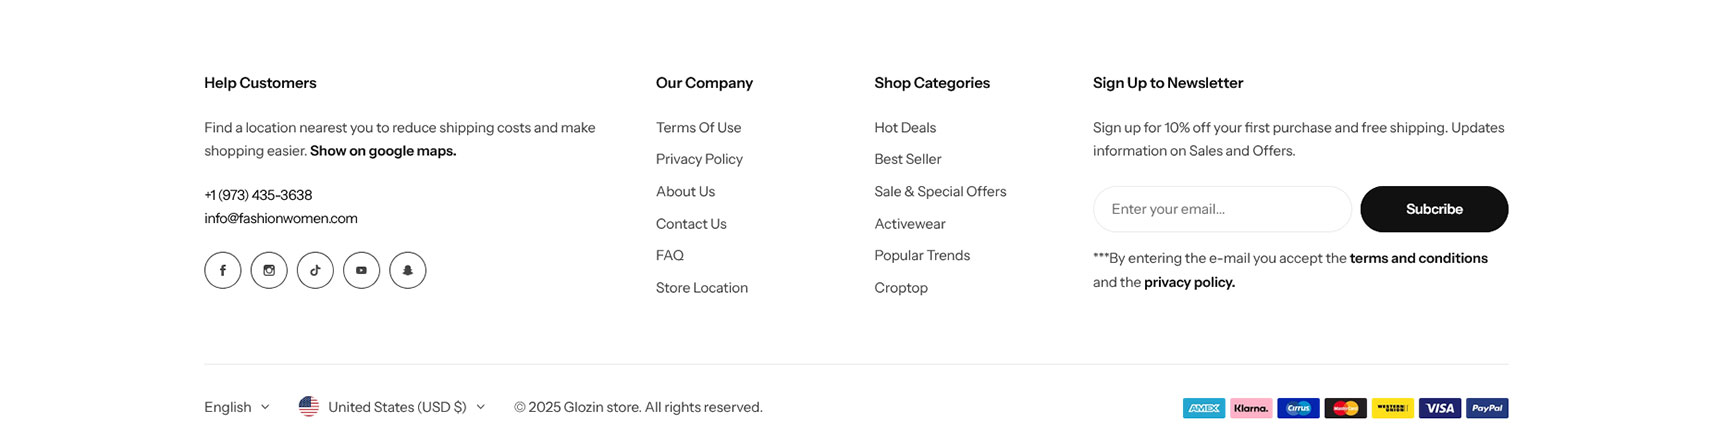 Help Customers
Find a location nearest you to reduce shipping costs and make
shopping easier. Show on google maps.
+1 (973) 435-3638
info@fashionwomen.com
Our Company
Terms Of Use
Privacy Policy
About Us
Contact Us
FAQ
Store Location
Shop Categories
Hot Deals
Best Seller
Sale & Special Offers
Activewear
Popular Trends
Croptop
Sign Up to Newsletter
Sign up for 10% off your first purchase and free shipping. Updates
information on Sales and Offers.
Enter your email...
Subcribe
***By entering the e-mail you accept the terms and conditions
and the privacy policy.
English
United States (USD $)
© 2025 Glozin store. All rights reserved.
AMEX Klarna. Cirrus MasterCard WESTERN UNION VISA PayPal